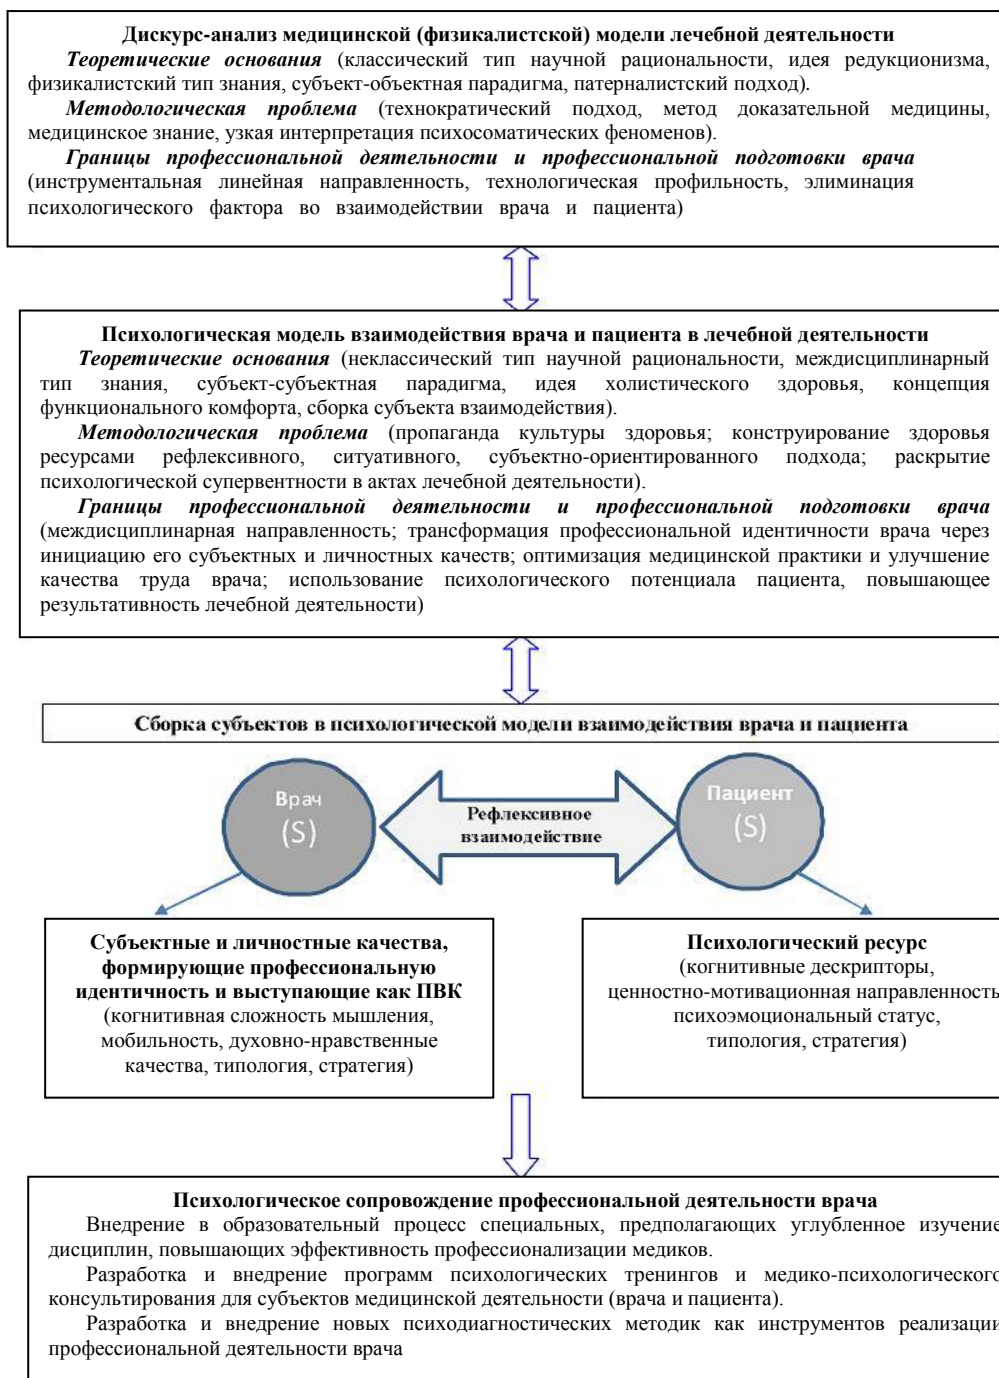 Дискурс-анализ медицинской (физикалистской) модели лечебной деятельности
Теоретические основания (классический тип научной рациональности, идея редукционизма,
физикалистский тип знания, субъект-объектная парадигма, патерналистский подход).
Методологическая проблема (технократический подход, метод доказательной медицины,
медицинское знание, узкая интерпретация психосоматических феноменов).
Границы профессиональной деятельности и профессиональной подготовки врача
(инструментальная линейная направленность, технологическая профильность, элиминация
психологического фактора во взаимодействии врача и пациента)
Психологическая модель взаимодействия врача и пациента в лечебной деятельности
Теоретические основания (неклассический тип научной рациональности, междисциплинарный
тип знания, субъект-субъектная парадигма, идея холистического здоровья, концепция
функционального комфорта, сборка субъекта взаимодействия).
Методологическая проблема (пропаганда культуры здоровья; конструирование здоровья
ресурсами рефлексивного, ситуативного, субъектно-ориентированного подхода; раскрытие
психологической супервентности в актах лечебной деятельности).
Границы профессиональной деятельности и профессиональной подготовки врача
(междисциплинарная направленность; трансформация профессиональной идентичности врача через
инициацию его субъектных и личностных качеств; оптимизация медицинской практики и улучшение
качества труда врача; использование психологического потенциала пациента, повышающее
результативность лечебной деятельности)
Сборка субъектов в психологической модели взаимодействия врача и пациента
Врач
(S)
Рефлексивное
взаимодействие
Пациент
(S)
Субъектные и личностные качества,
формирующие профессиональную
идентичность и выступающие как ПВК
(когнитивная сложность мышления,
мобильность, духовно-нравственные
качества, типология, стратегия)
Психологический ресурс
(когнитивные дескрипторы,
ценностно-мотивационная направленность
психоэмоциональный статус,
типология, стратегия)
Психологическое сопровождение профессиональной деятельности врача
Внедрение в образовательный процесс специальных, предполагающих углубленное изучение
дисциплин, повышающих эффективность профессионализации медиков.
Разработка и внедрение программ психологических тренингов и медико-психологического
консультирования для субъектов медицинской деятельности (врача и пациента).
Разработка и внедрение новых психодиагностических методик как инструментов реализации
профессиональной деятельности врача